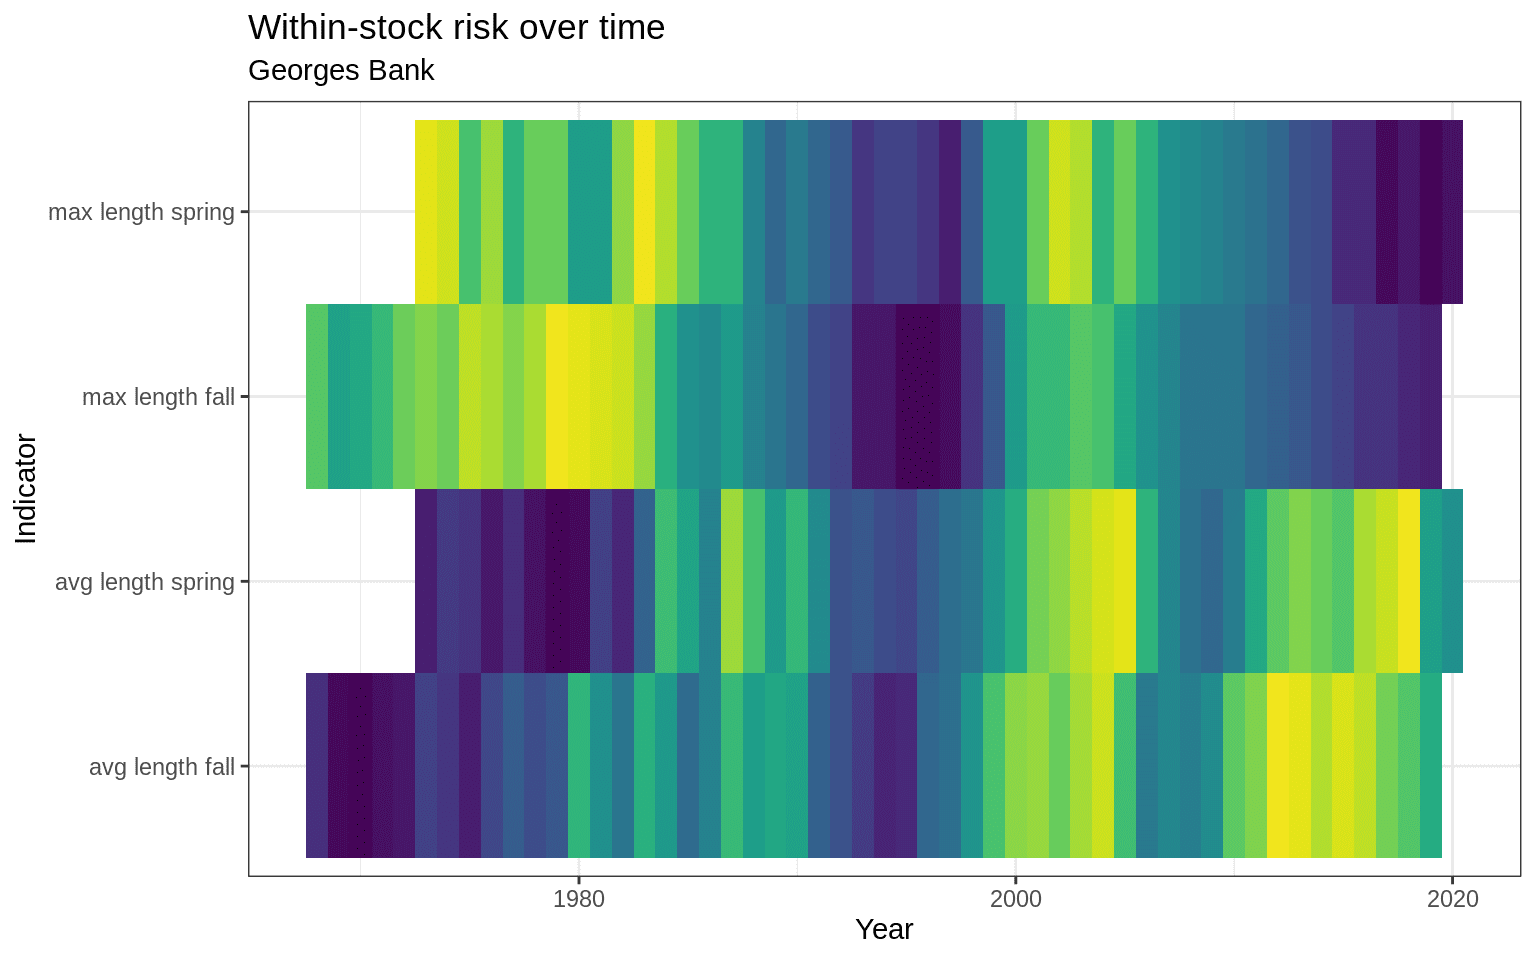 Within-stock risk over time
Georges Bank
max length spring
max length fall
avg length spring
avg length fall
Indicator
1980
2000
2020
Year